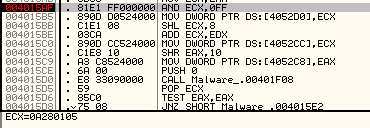 004015AF . 81E1 FF000000 AND ECX,0FF
004015B5 . 890D D0524000 MOV DWORD PTR DS:[4052D0],ECX
004015BB . C1E1 08 SHL ECX,8
004015BE . 03CA ADD ECX,EDX
004015C0 . 890D CC524000 MOV DWORD PTR DS:[4052CC],ECX
004015C6 . C1E8 10 SHR EAX,10
004015C9 . A3 C8524000 MOV DWORD PTR DS:[4052C8],EAX
004015CE . 6A 00 PUSH 0
004015D0 . E8 33090000 CALL Malware_.00401F08
004015D5 . 59 POP ECX
004015D6 . 85C0 TEST EAX,EAX
004015D8 . 75 08 JNZ SHORT Malware_.004015E2
ECX=0A280105